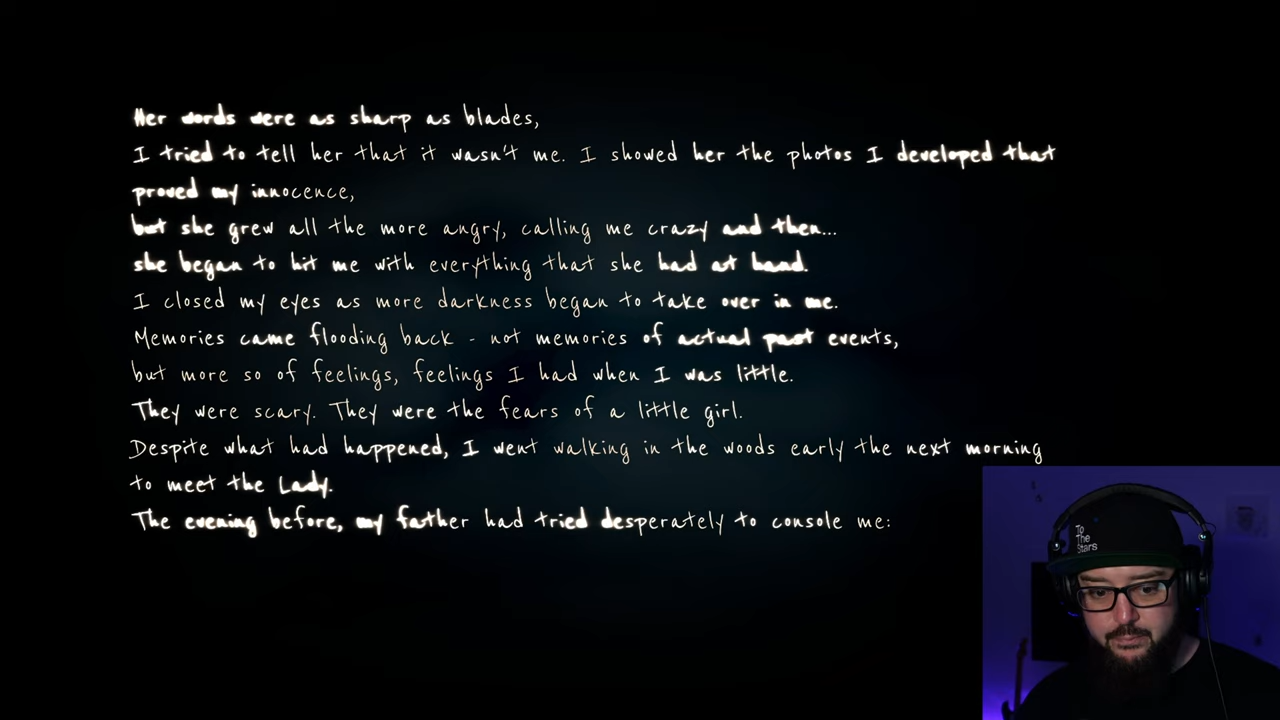 Her words were as sharp as blades,
I tried to tell her that it wasn't me. I showed her the photos I developed that
proved my innocence,
but she grew all the more angry, calling me crazy and then...
she began to hit me with everything that she had at hand.
I closed my eyes as more darkness began to take over in me.
Memories came flooding back - not memories of actual past events,
but more so of feelings, feelings I had when I was little.
They were scary. They were the fears of a little girl.
Despite what had happened, I went walking in the woods early the next morning
to meet the Lady.
The evening before, my father had tried desperately to console me:
To
The
Stars